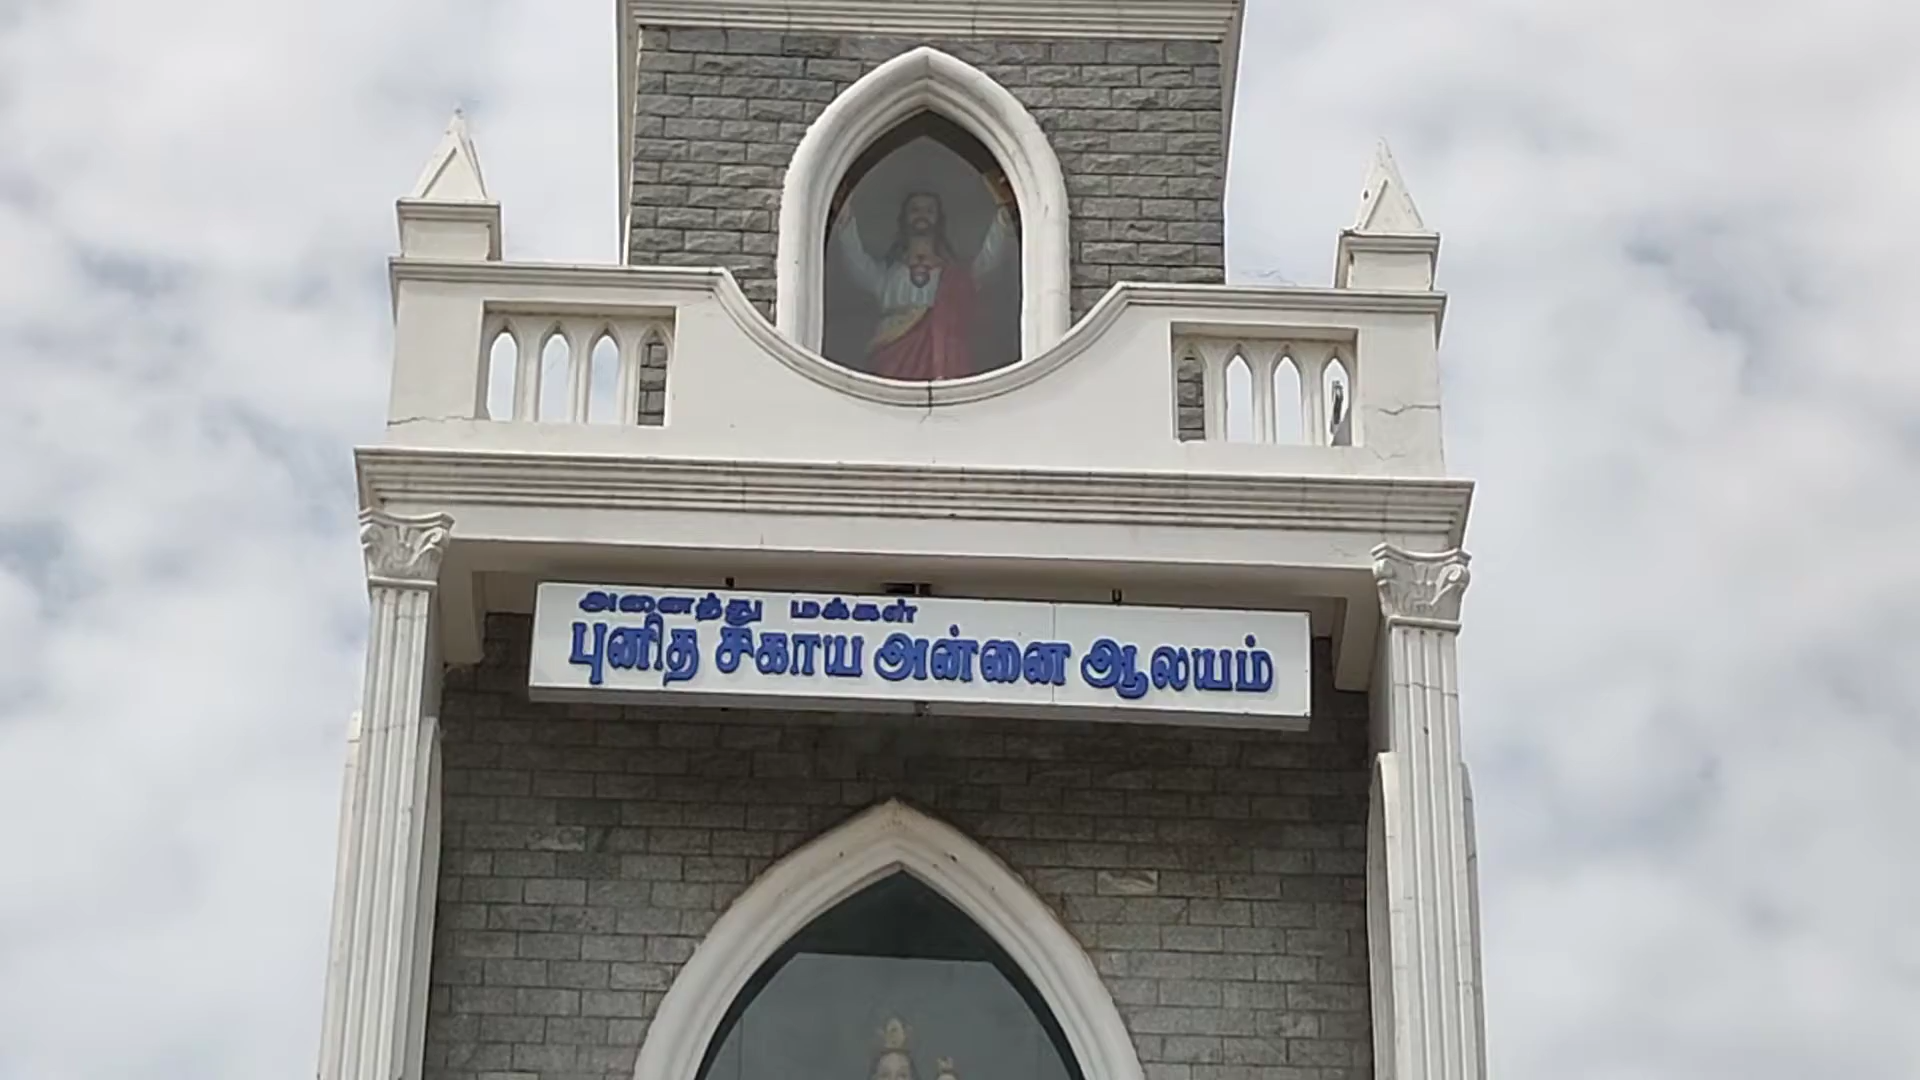 அனைத்து மக்கள்
புனித சகாய அன்னை ஆலயம்